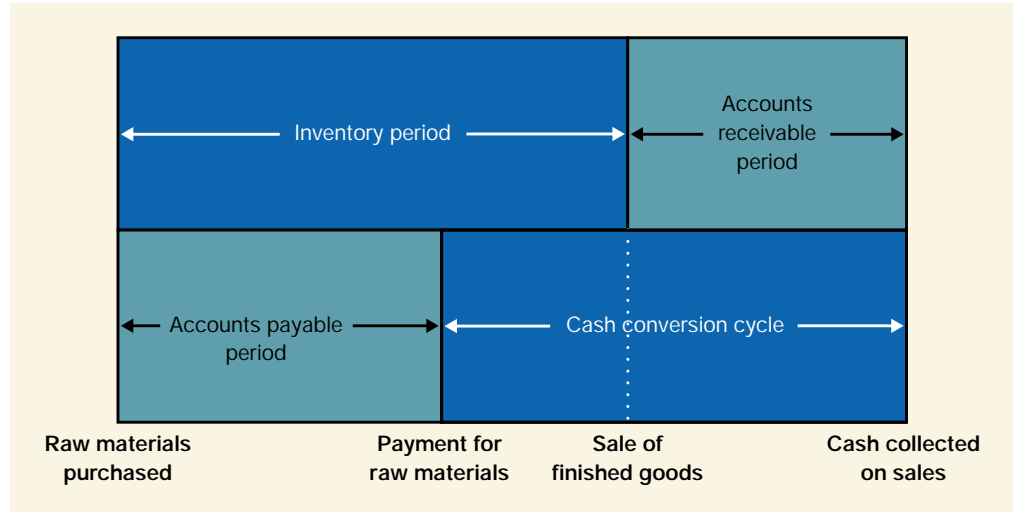 Inventory period
Accounts
receivable
period
Accounts payable
period
Cash conversion cycle
Raw materials
purchased
Payment for
raw materials
Sale of
finished goods
Cash collected
on sales